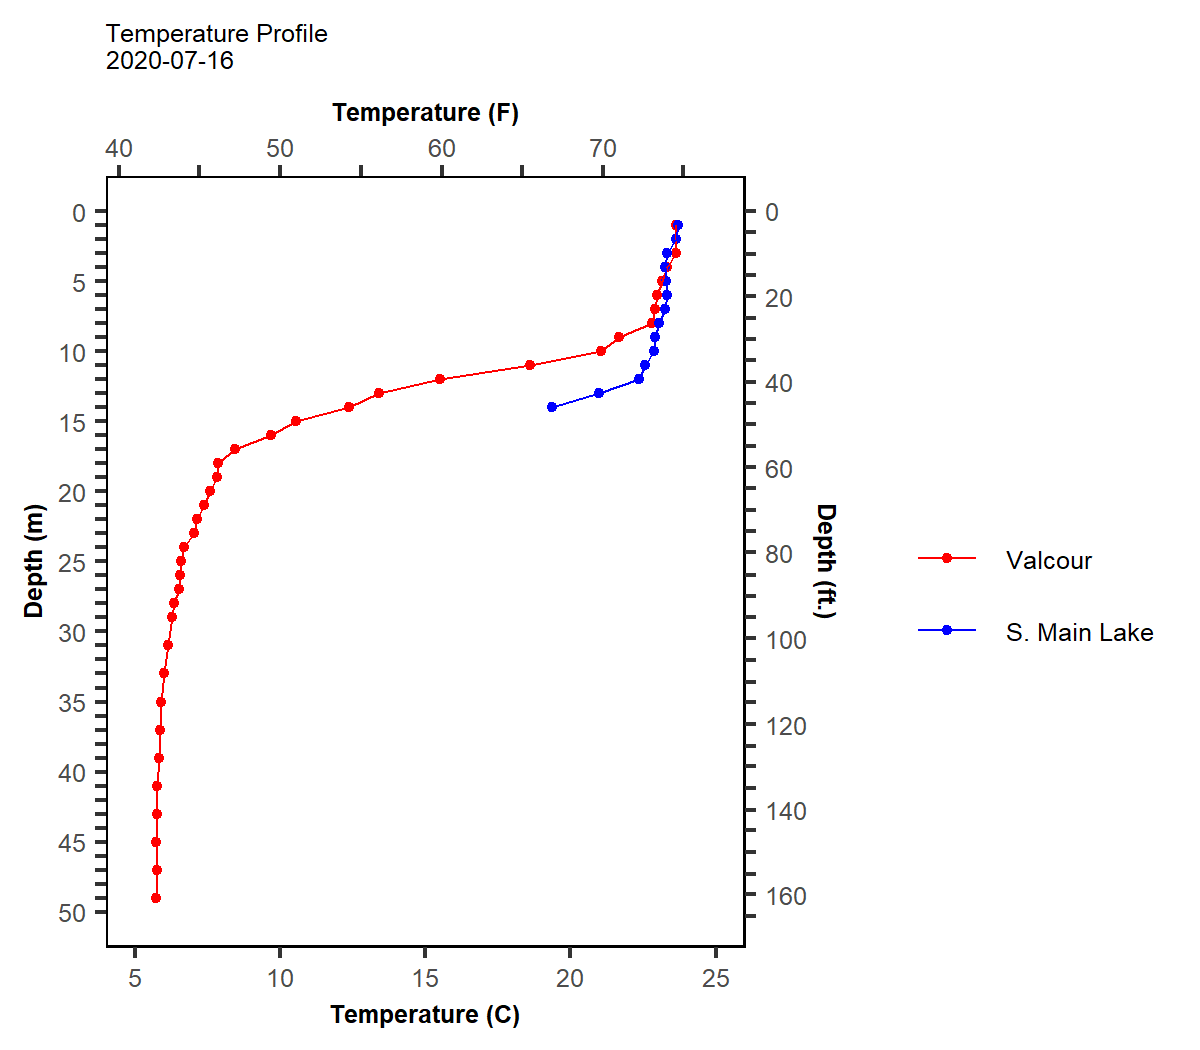 Temperature Profile
2020-07-16
Temperature (F)
40 50 60 70
0 5 10 15 20 25 30 35 40 45 50
Depth (m)
0 20 40 60 80 100 120 140 160
Depth (ft.)
Valcour
S. Main Lake
5 10 15 20 25
Temperature (C)